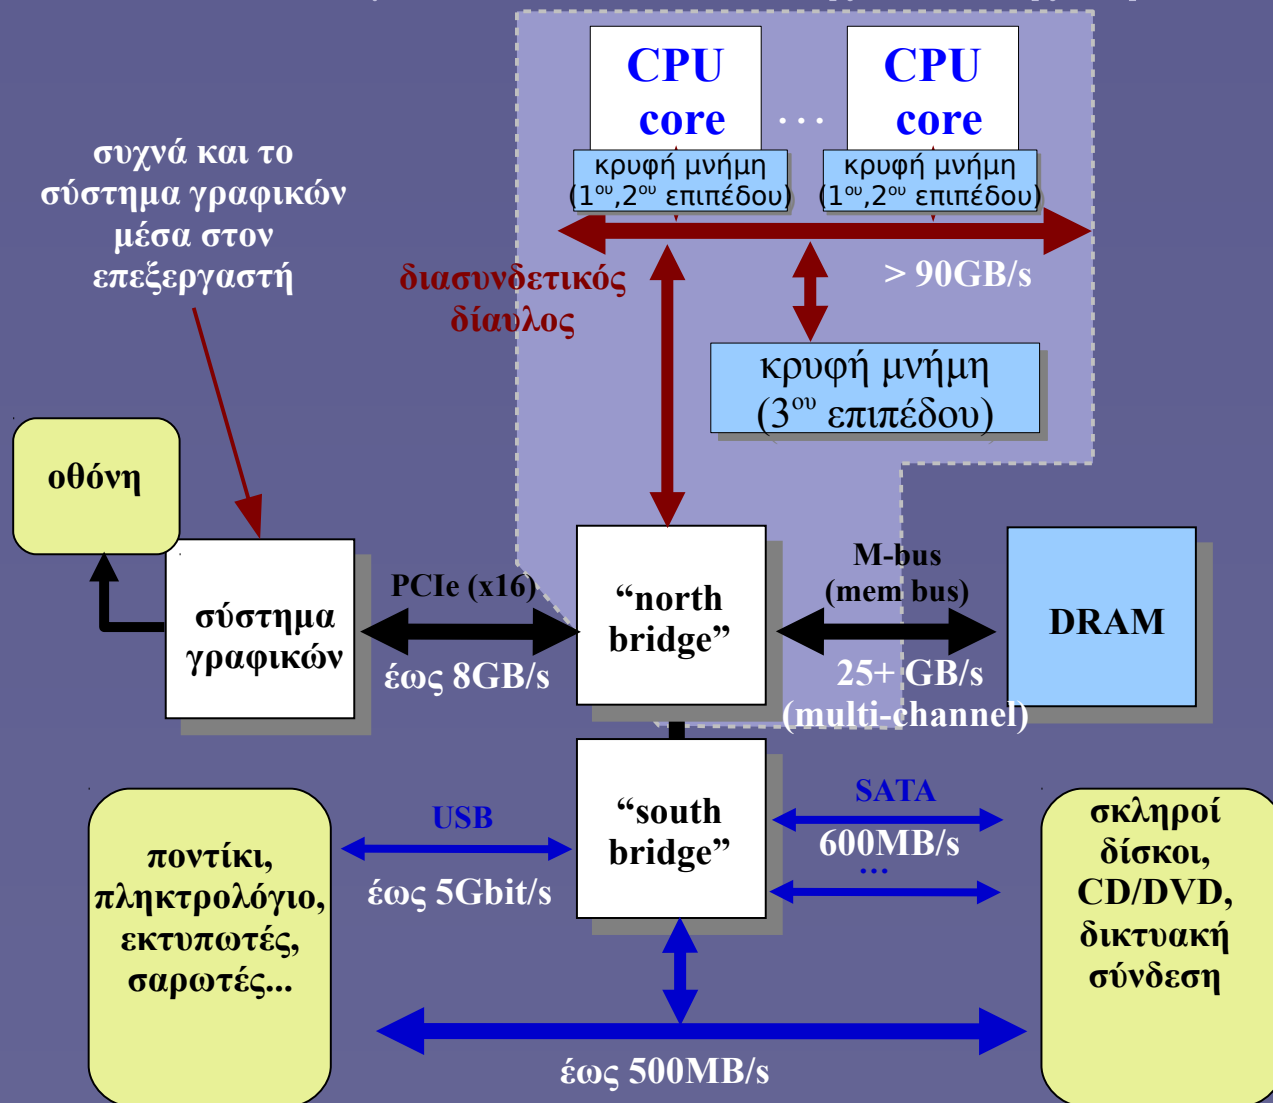 CPU
core
CPU
core
...
κρυφή μνήμη
(1ου,2ου επιπέδου)
κρυφή μνήμη
(1ου,2ου επιπέδου)
συχνά και το
σύστημα γραφικών
μέσα στον
επεξεργαστή
διασυνδετικός
δίαυλος
> 90GB/s
κρυφή μνήμη
(3ου επιπέδου)
οθόνη
σύστημα
γραφικών
PCIe (x16)
έως 8GB/s
“north
bridge”
M-bus
(mem bus)
25+ GB/s
(multi-channel)
DRAM
ποντίκι,
πληκτρολόγιο,
εκτυπωτές,
σαρωτές...
USB
έως 5Gbit/s
“south
bridge”
SATA
600MB/s
...
σκληροί
δίσκοι,
CD/DVD,
δικτυακή
σύνδεση
έως 500MB/s